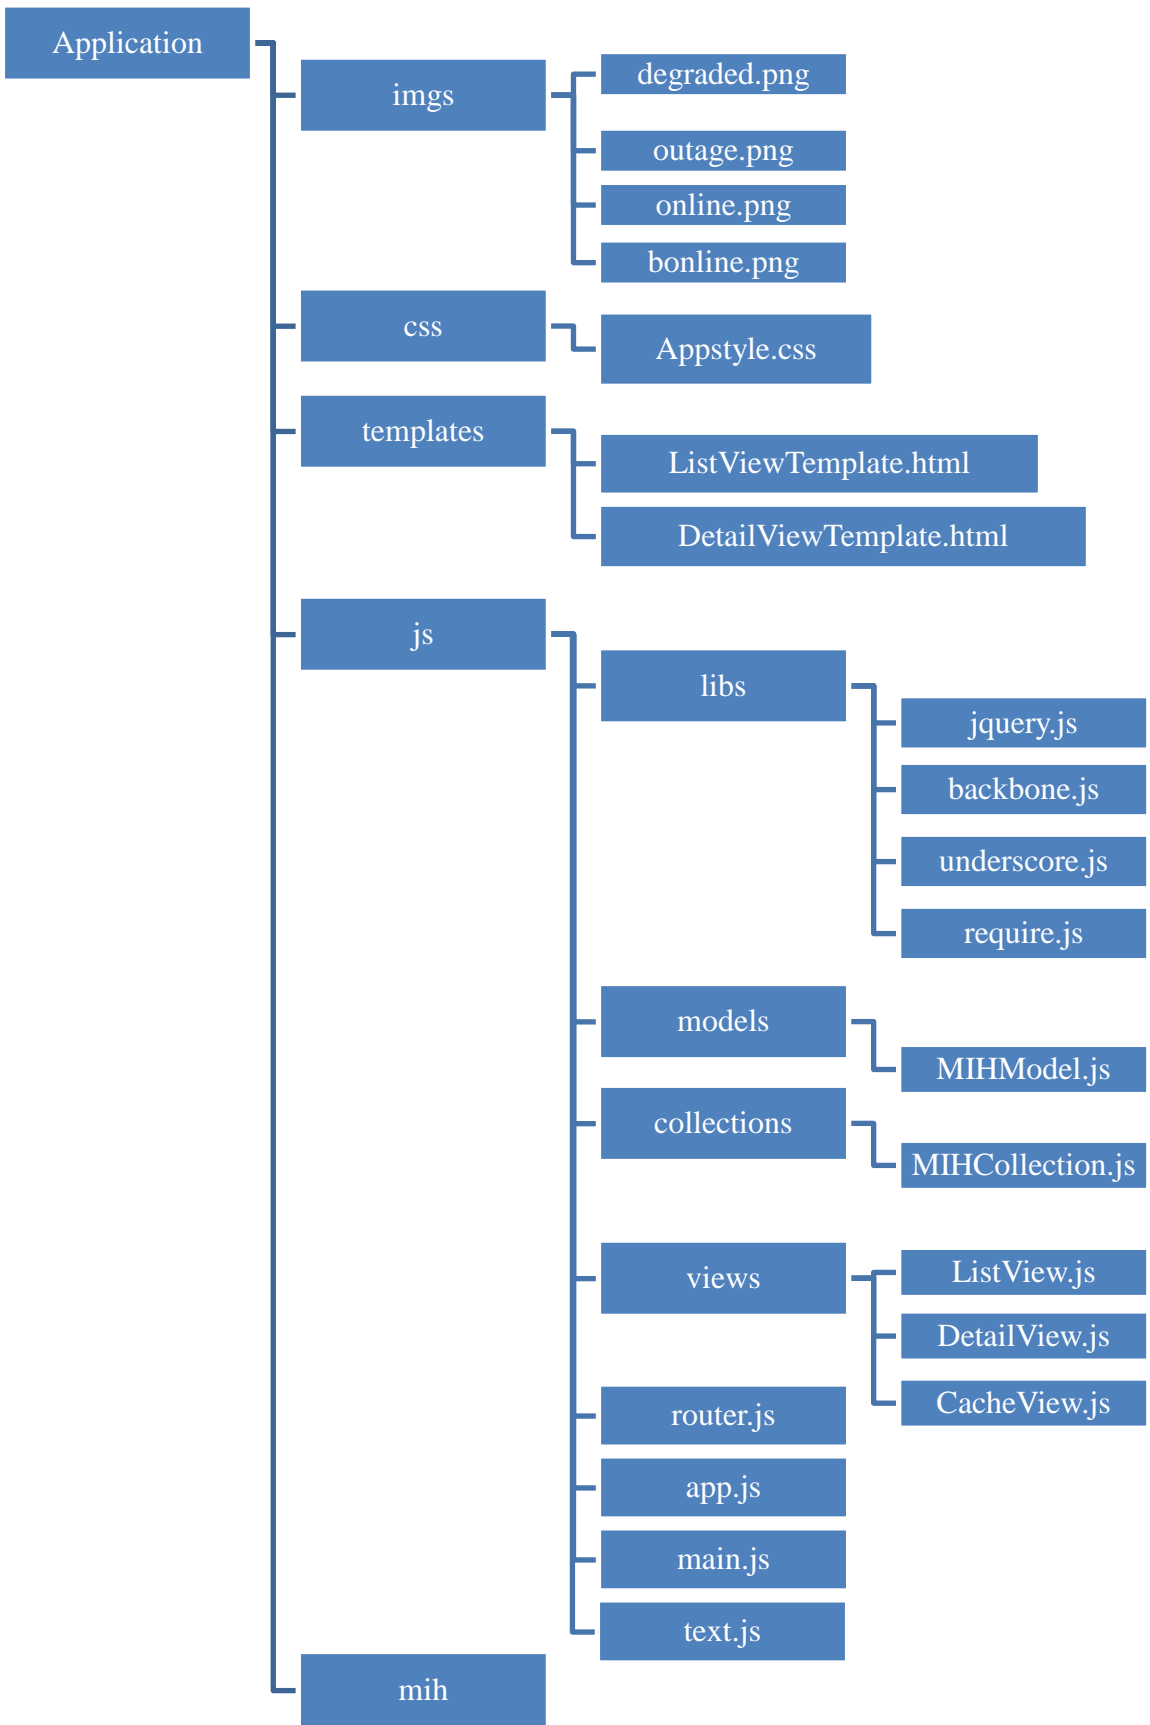 Application
imgs
degraded.png
outage.png
online.png
bonline.png
css
Appstyle.css
templates
ListViewTemplate.html
DetailViewTemplate.html
js
libs
jquery.js
backbone.js
underscore.js
require.js
models
MIHModel.js
collections
MIHCollection.js
views
ListView.js
DetailView.js
CacheView.js
router.js
app.js
main.js
text.js
mih